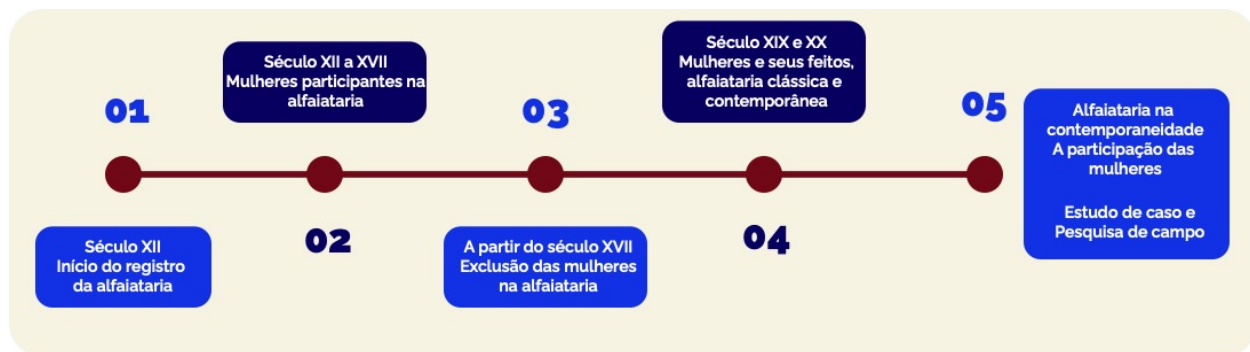 01
Século XII
Início do registro
da alfaiataria
Século XII a XVII
Mulheres participantes na
alfaiataria
02
03
A partir do século XVII
Exclusão das mulheres
na alfaiataria
Século XIX e XX
Mulheres e seus feitos,
alfaiataria clássica e
contemporânea
04
05
Alfaiataria na
contemporaneidade
A participação das
mulheres
Estudo de caso e
Pesquisa de campo